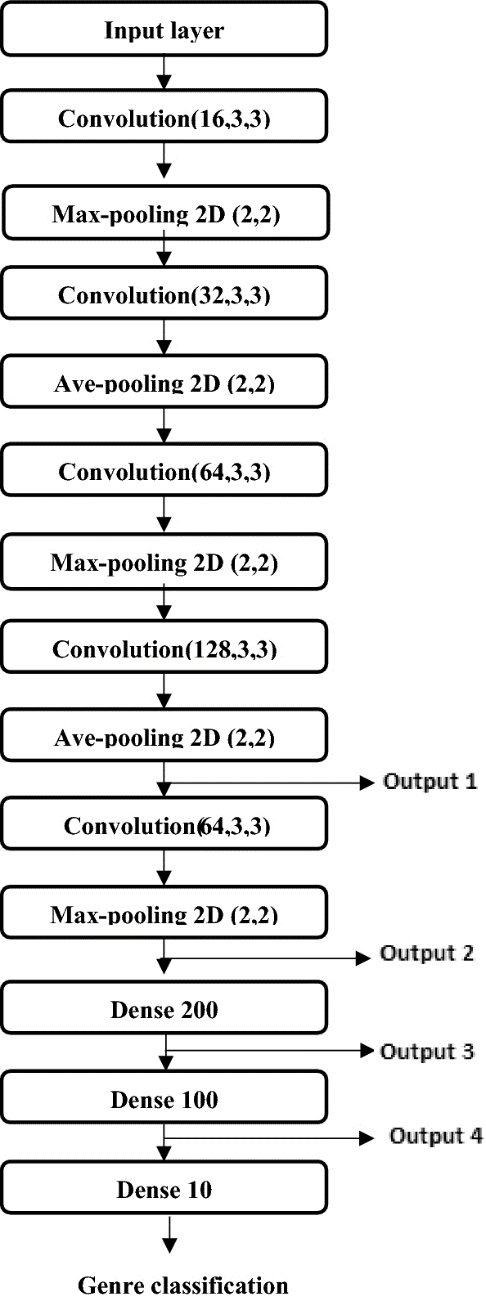 Input layer
Convolution(16,3,3)
Max-pooling 2D (2,2)
Convolution(32,3,3)
Ave-pooling 2D (2,2)
Convolution(64,3,3)
Max-pooling 2D (2,2)
Convolution(128,3,3)
Ave-pooling 2D (2,2)
Output 1
Convolution(64,3,3)
Max-pooling 2D (2,2)
Output 2
Dense 200
Output 3
Dense 100
Output 4
Dense 10
Genre classification